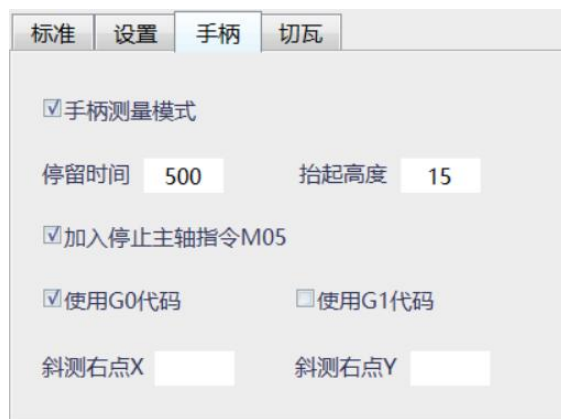 标准 设置 手柄 切瓦
手柄测量模式
停留时间 500 抬起高度 15
加入停止主轴指令M05
使用G0代码 使用G1代码
斜测右点X 斜测右点Y